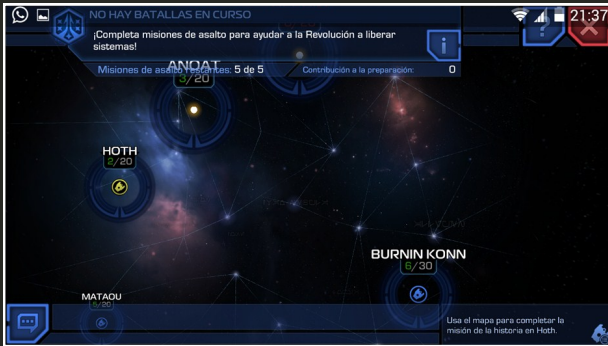 NO HAY BATALLAS EN CURSO
21:37
¡Completa misiones de asalto para ayudar a la Revolución a liberar
sistemas!
Misiones de asalto restantes: 5 de 5
Contribución a la preparación: 0
ANOAT
3/20
HOTH
2/20
BURNIN KONN
6/30
MATAOU
5/20
Usa el mapa para completar la
misión de la historia en Hoth.